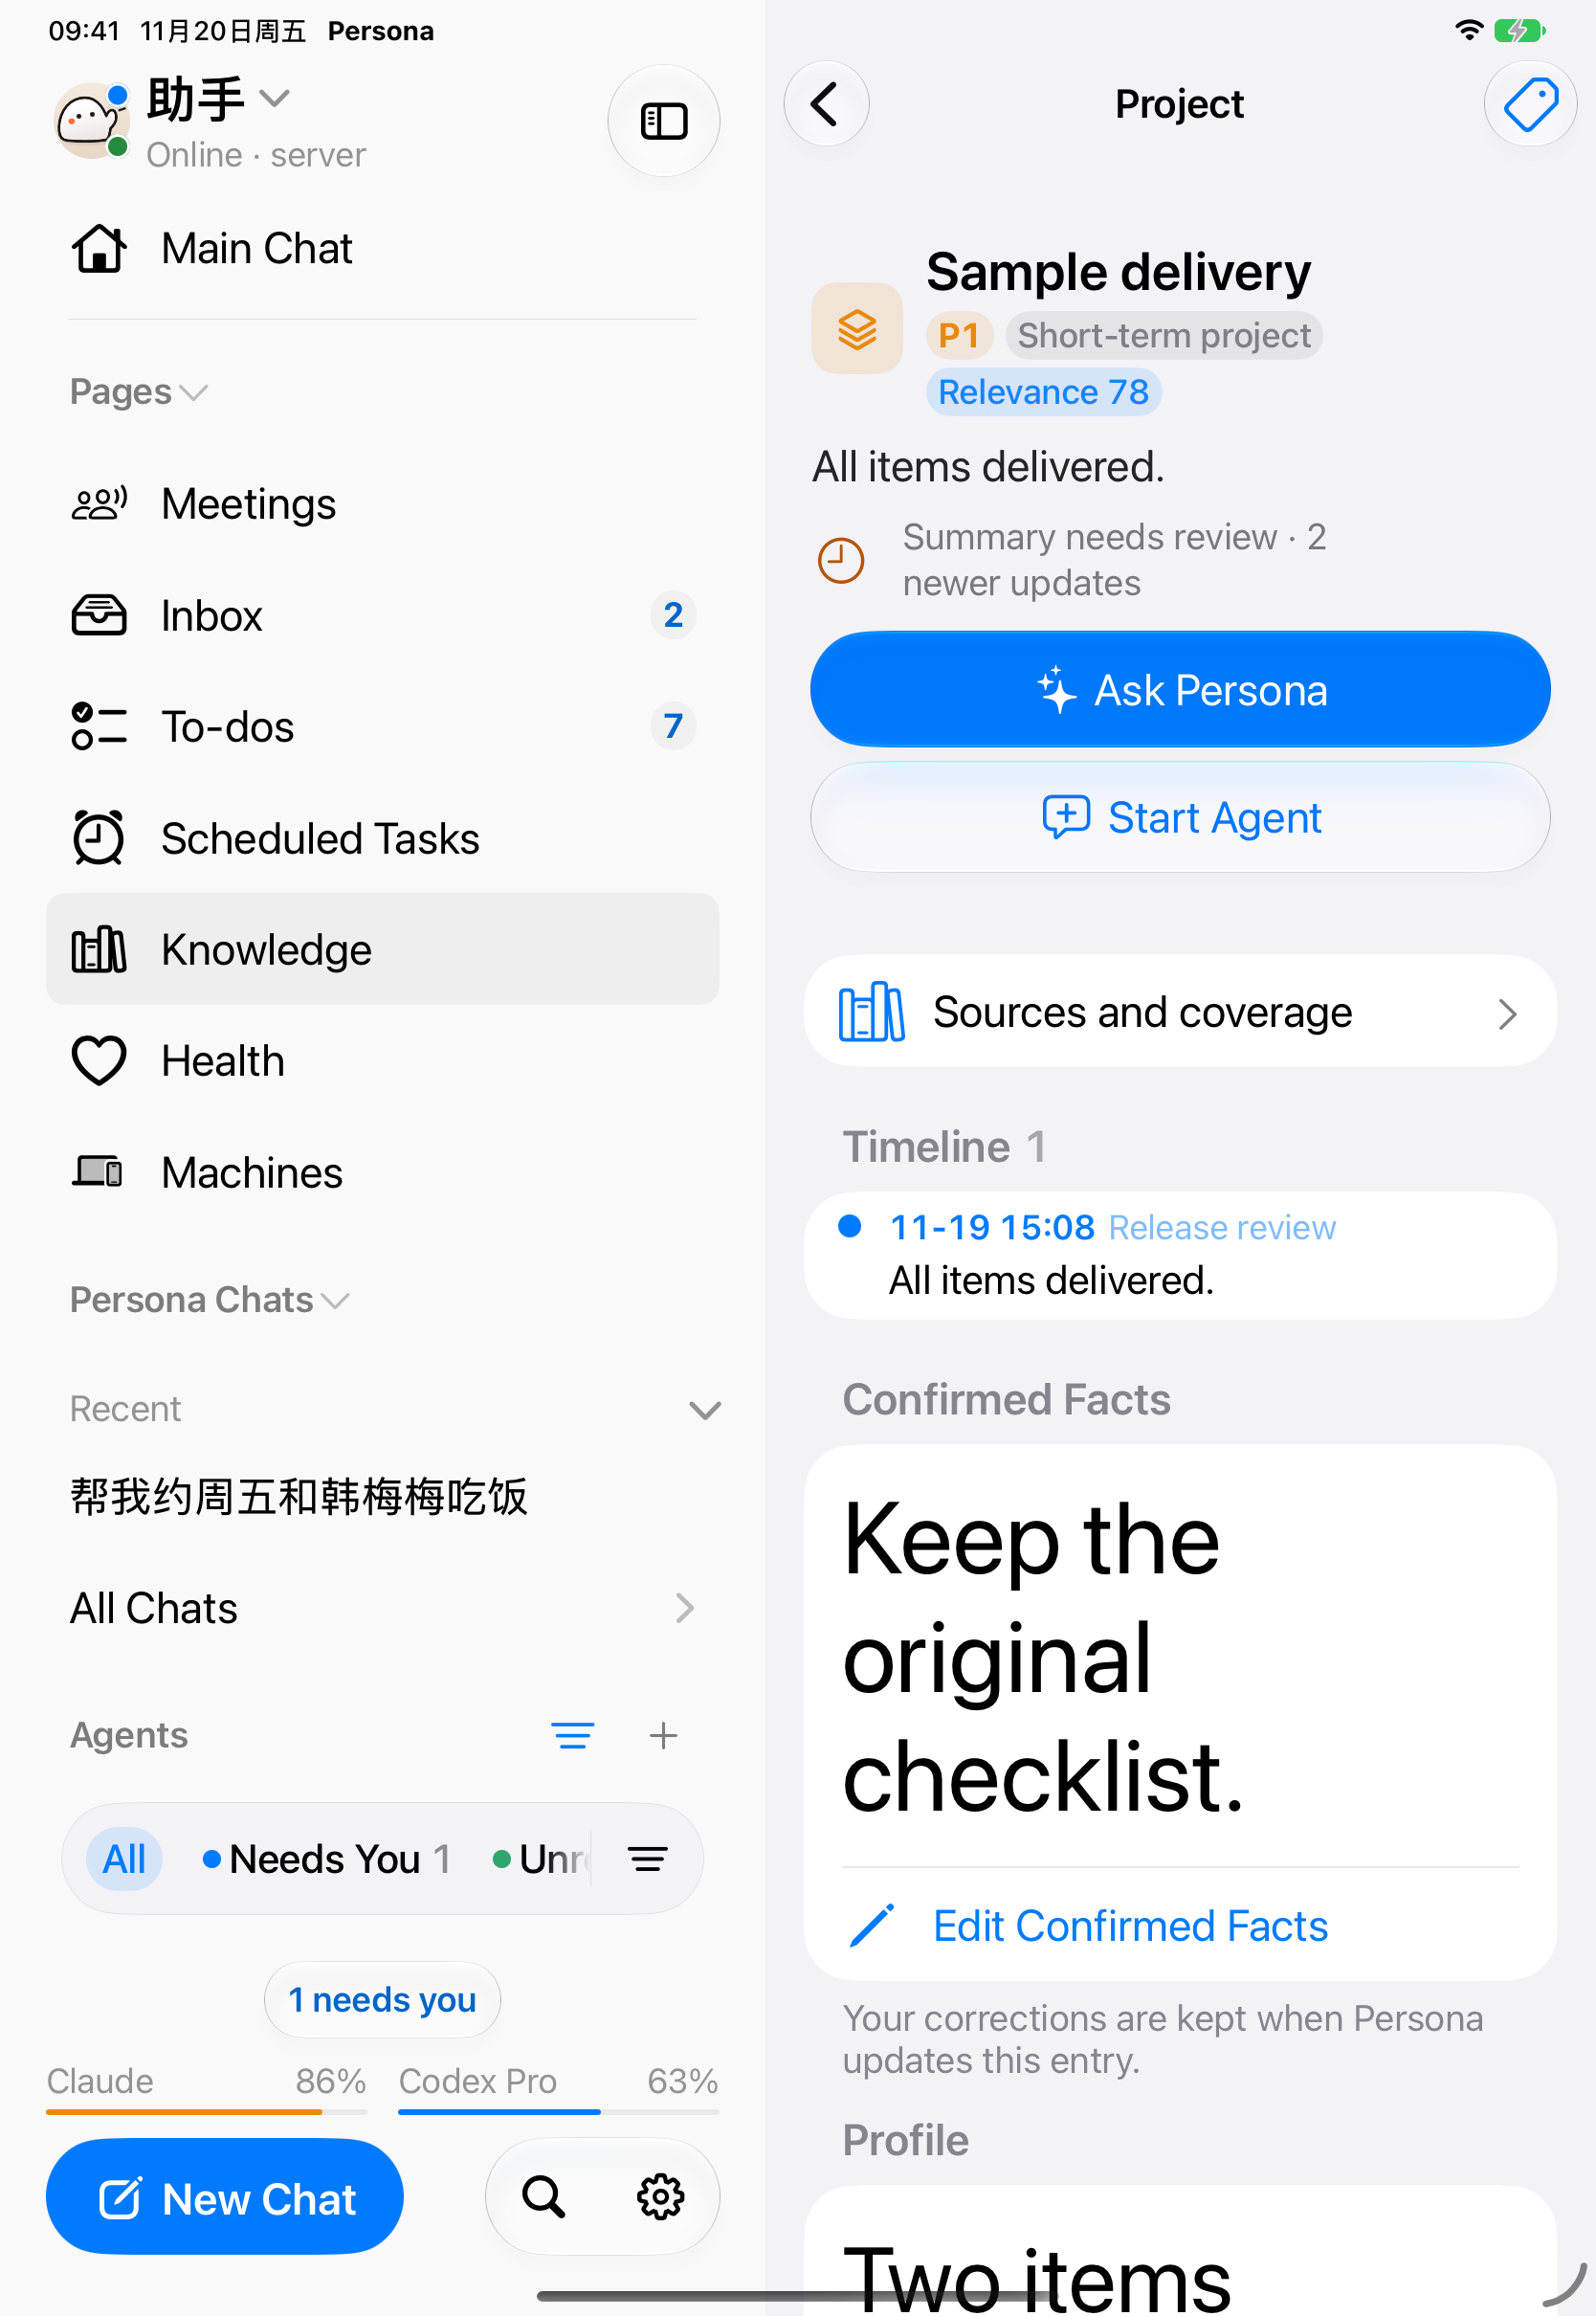 09:41 11月20日周五 Persona
助手
Online · server
Main Chat
Pages
Meetings
Inbox 2
To-dos 7
Scheduled Tasks
Knowledge
Health
Machines
Persona Chats
Recent
帮我约周五和韩梅梅吃饭
All Chats
Agents
All Needs You 1
1 needs you
Claude 86% Codex Pro 63%
New Chat
Project
Sample delivery
P1 Short-term project
Relevance 78
All items delivered.
Summary needs review · 2
newer updates
Ask Persona
Start Agent
Sources and coverage
Timeline 1
11-19 15:08 Release review
All items delivered.
Confirmed Facts
Keep the
original
checklist.
Edit Confirmed Facts
Your corrections are kept when Persona
updates this entry.
Profile
Two items